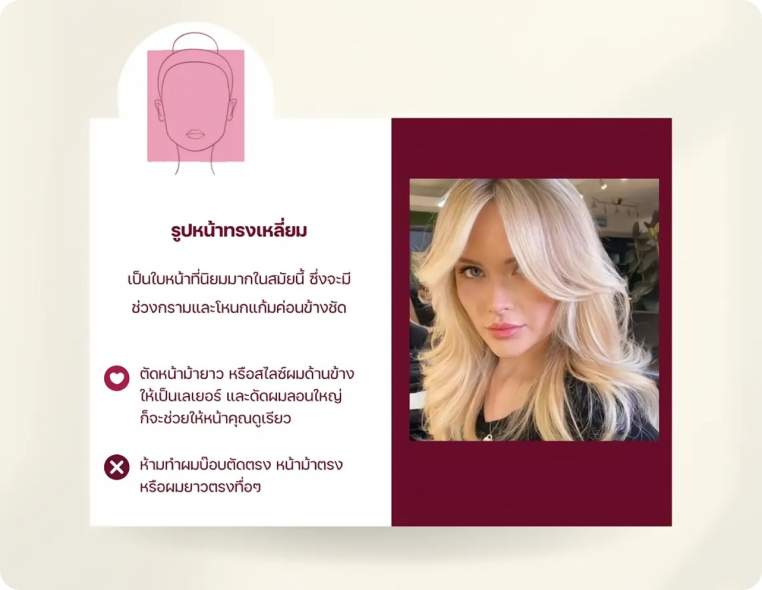 รูปหน้าทรงเหลี่ยม
เป็นใบหน้าที่นิยมมากในสมัยนี้ ซึ่งจะมี
ช่วงกรามและโหนกแก้มค่อนข้างชัด
ตัดหน้าม้ายาว หรือสไลซ์ผมด้านข้าง
ให้เป็นเลเยอร์ และดัดผมลอนใหญ่
ก็จะช่วยให้หน้าคุณดูเรียว
ห้ามทำผมบ๊อบตัดตรง หน้าม้าตรง
หรือผมยาวตรงทื่อๆ